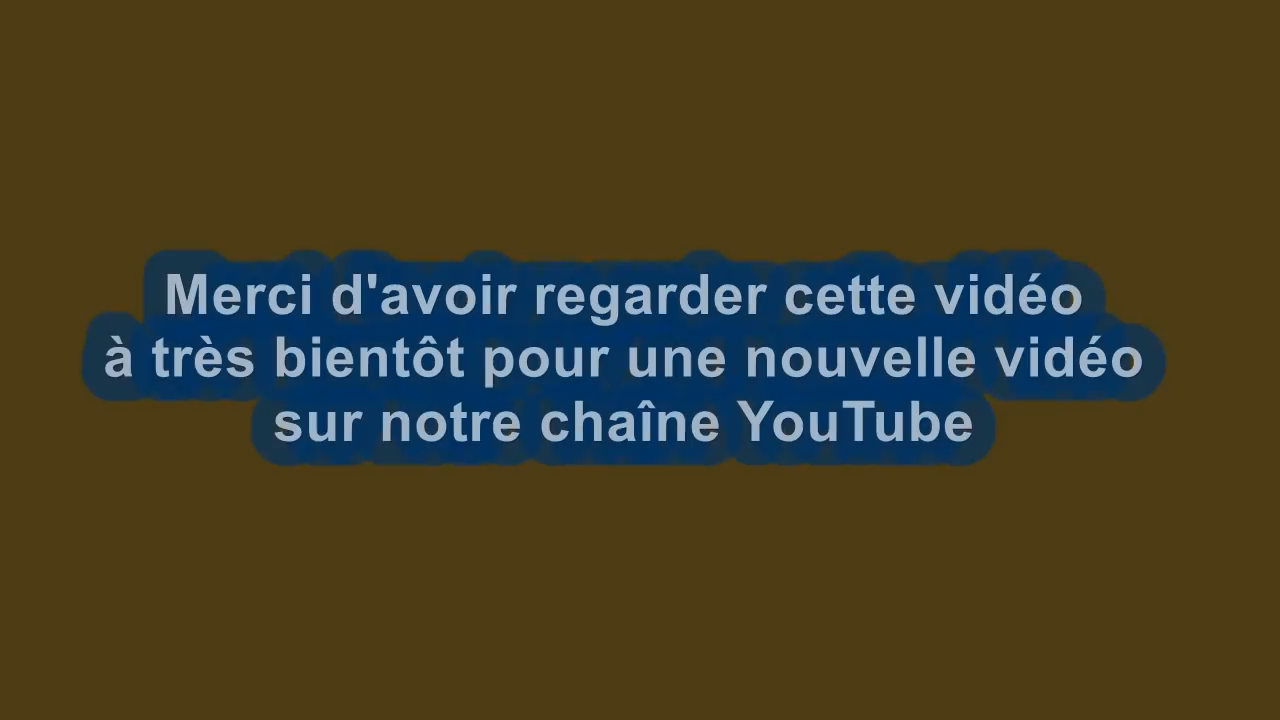 Merci d'avoir regarder cette vidéo
à très bientôt pour une nouvelle vidéo
sur notre chaîne YouTube